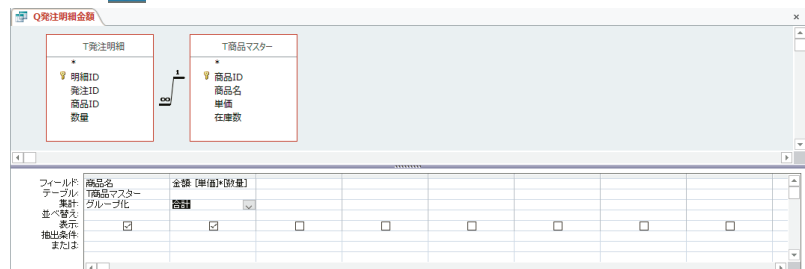 Q発注明細金額
T発注明細
*
明細ID
発注ID
商品ID
数量
∞
1
T商品マスター
*
商品ID
商品名
単価
在庫数
フィールド: 商品名 金額: [単価]*[数量]
テーブル: T商品マスター
集計: グループ化 合計
並べ替え:
表示:
抽出条件:
または: